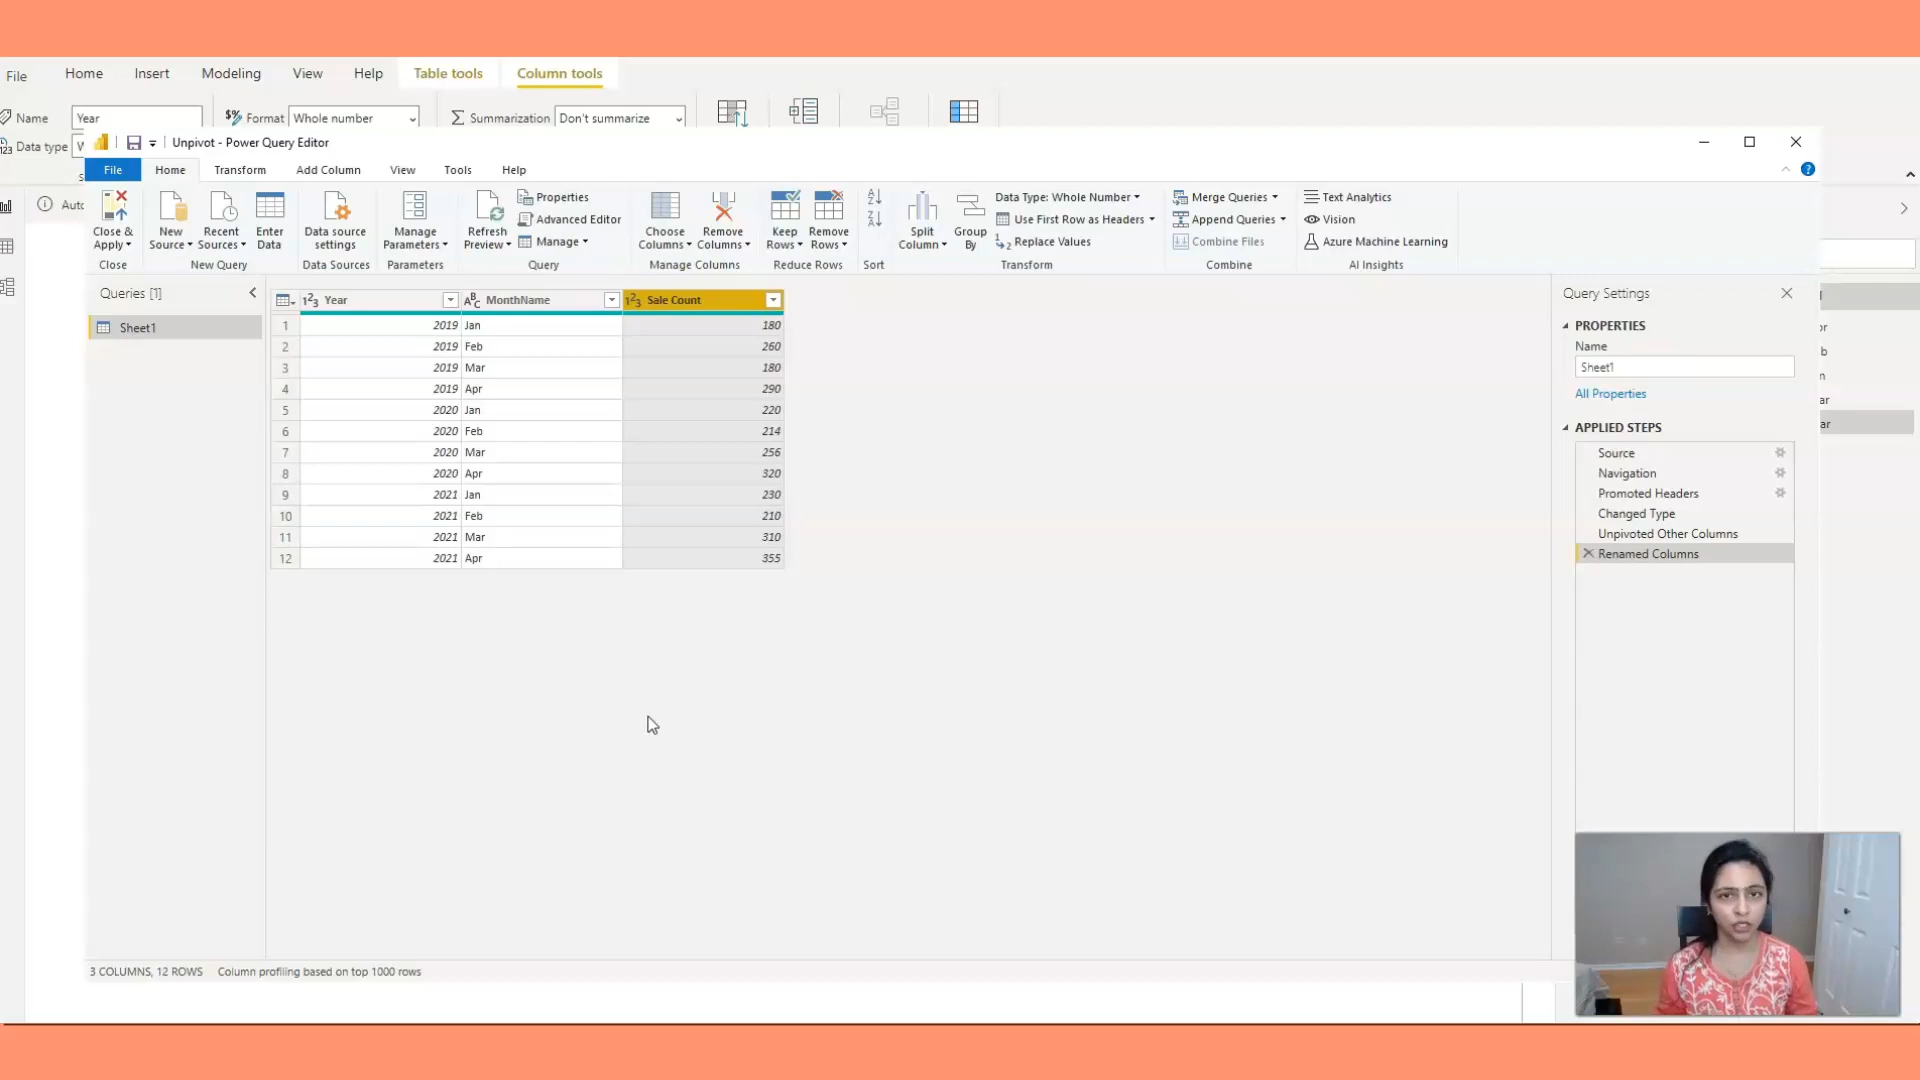 File Home Insert Modeling View Help Table tools Column tools
Name Year $% Format Whole number Summarization Don't summarize
Data type
Unpivot - Power Query Editor
File Home Transform Add Column View Tools Help
Close & Apply
New Source
Recent Sources
Enter Data
Data source settings
Manage Parameters
Refresh Preview
Properties
Advanced Editor
Manage
Choose Columns
Remove Columns
Keep Rows
Remove Rows
Split Column
Group By
Data Type: Whole Number
Use First Row as Headers
Replace Values
Merge Queries
Append Queries
Combine Files
Text Analytics
Vision
Azure Machine Learning
Close New Query Data Sources Parameters Query Manage Columns Reduce Rows Sort Transform Combine AI Insights
Queries [1]
Sheet1
Year MonthName Sale Count
1 2019 Jan 180
2 2019 Feb 260
3 2019 Mar 180
4 2019 Apr 290
5 2020 Jan 220
6 2020 Feb 214
7 2020 Mar 256
8 2020 Apr 320
9 2021 Jan 230
10 2021 Feb 210
11 2021 Mar 310
12 2021 Apr 355
Query Settings
PROPERTIES
Name
Sheet1
All Properties
APPLIED STEPS
Source
Navigation
Promoted Headers
Changed Type
Unpivoted Other Columns
Renamed Columns
3 COLUMNS, 12 ROWS Column profiling based on top 1000 rows